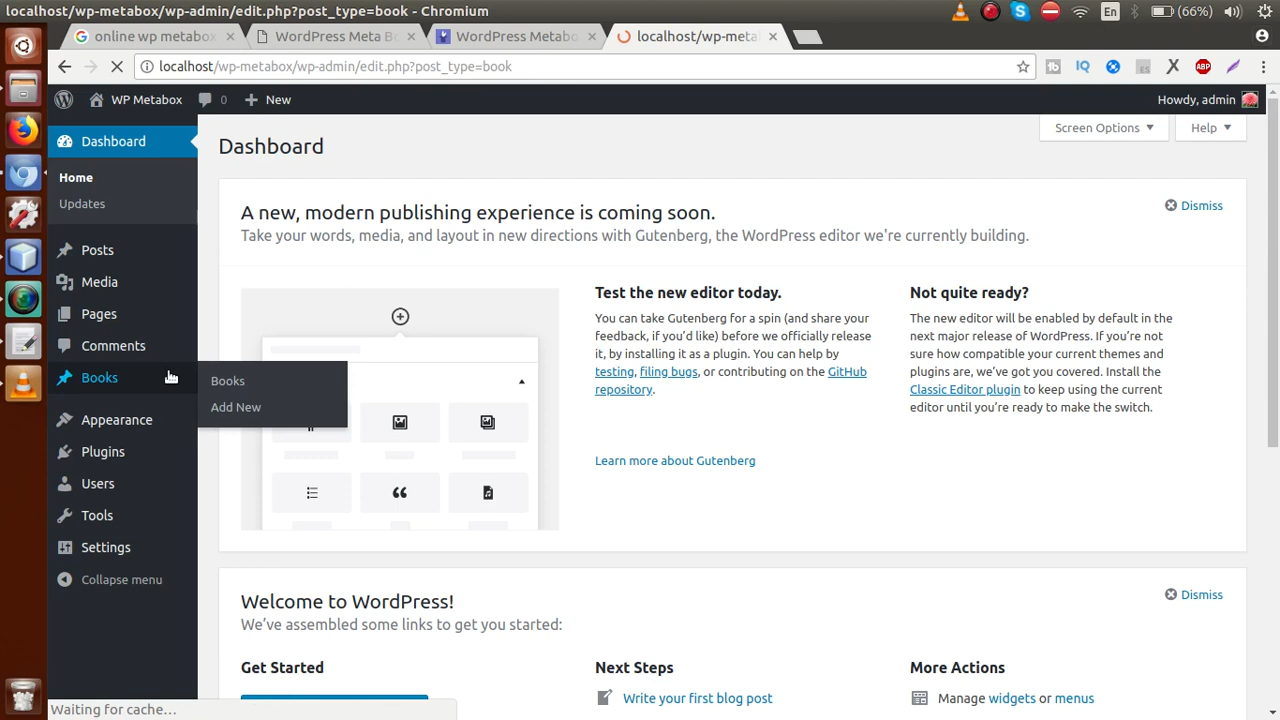 localhost/wp-metabox/wp-admin/edit.php?post_type=book - Chromium
En
(66%)
online wp metabox
WordPress Meta Bo
WordPress Metabo
localhost/wp-meta
localhost/wp-metabox/wp-admin/edit.php?post_type=book
fb
IQ
ES
X
ABP
WP Metabox
0
New
Howdy, admin
Dashboard
Home
Updates
Posts
Media
Pages
Comments
Books
Books
Add New
Appearance
Plugins
Users
Tools
Settings
Collapse menu
Dashboard
Screen Options
Help
A new, modern publishing experience is coming soon.
Dismiss
Take your words, media, and layout in new directions with Gutenberg, the WordPress editor we're currently building.
Test the new editor today.
You can take Gutenberg for a spin (and share your
feedback, if you'd like) before we officially release
it, by installing it as a plugin. You can help by
testing, filing bugs, or contributing on the GitHub
repository.
Learn more about Gutenberg
Not quite ready?
The new editor will be enabled by default in the
next major release of WordPress. If you're not
sure how compatible your current themes and
plugins are, we've got you covered. Install the
Classic Editor plugin to keep using the current
editor until you're ready to make the switch.
Welcome to WordPress!
Dismiss
We've assembled some links to get you started:
Get Started
Next Steps
Write your first blog post
More Actions
Manage widgets or menus
Waiting for cache...